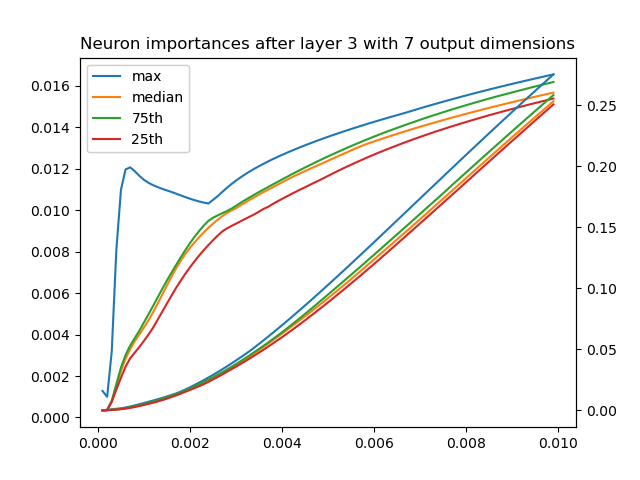 Neuron importances after layer 3 with 7 output dimensions
max
median
75th
25th
0.016
0.014
0.012
0.010
0.008
0.006
0.004
0.002
0.000
0.25
0.20
0.15
0.10
0.05
0.00
0.000 0.002 0.004 0.006 0.008 0.010